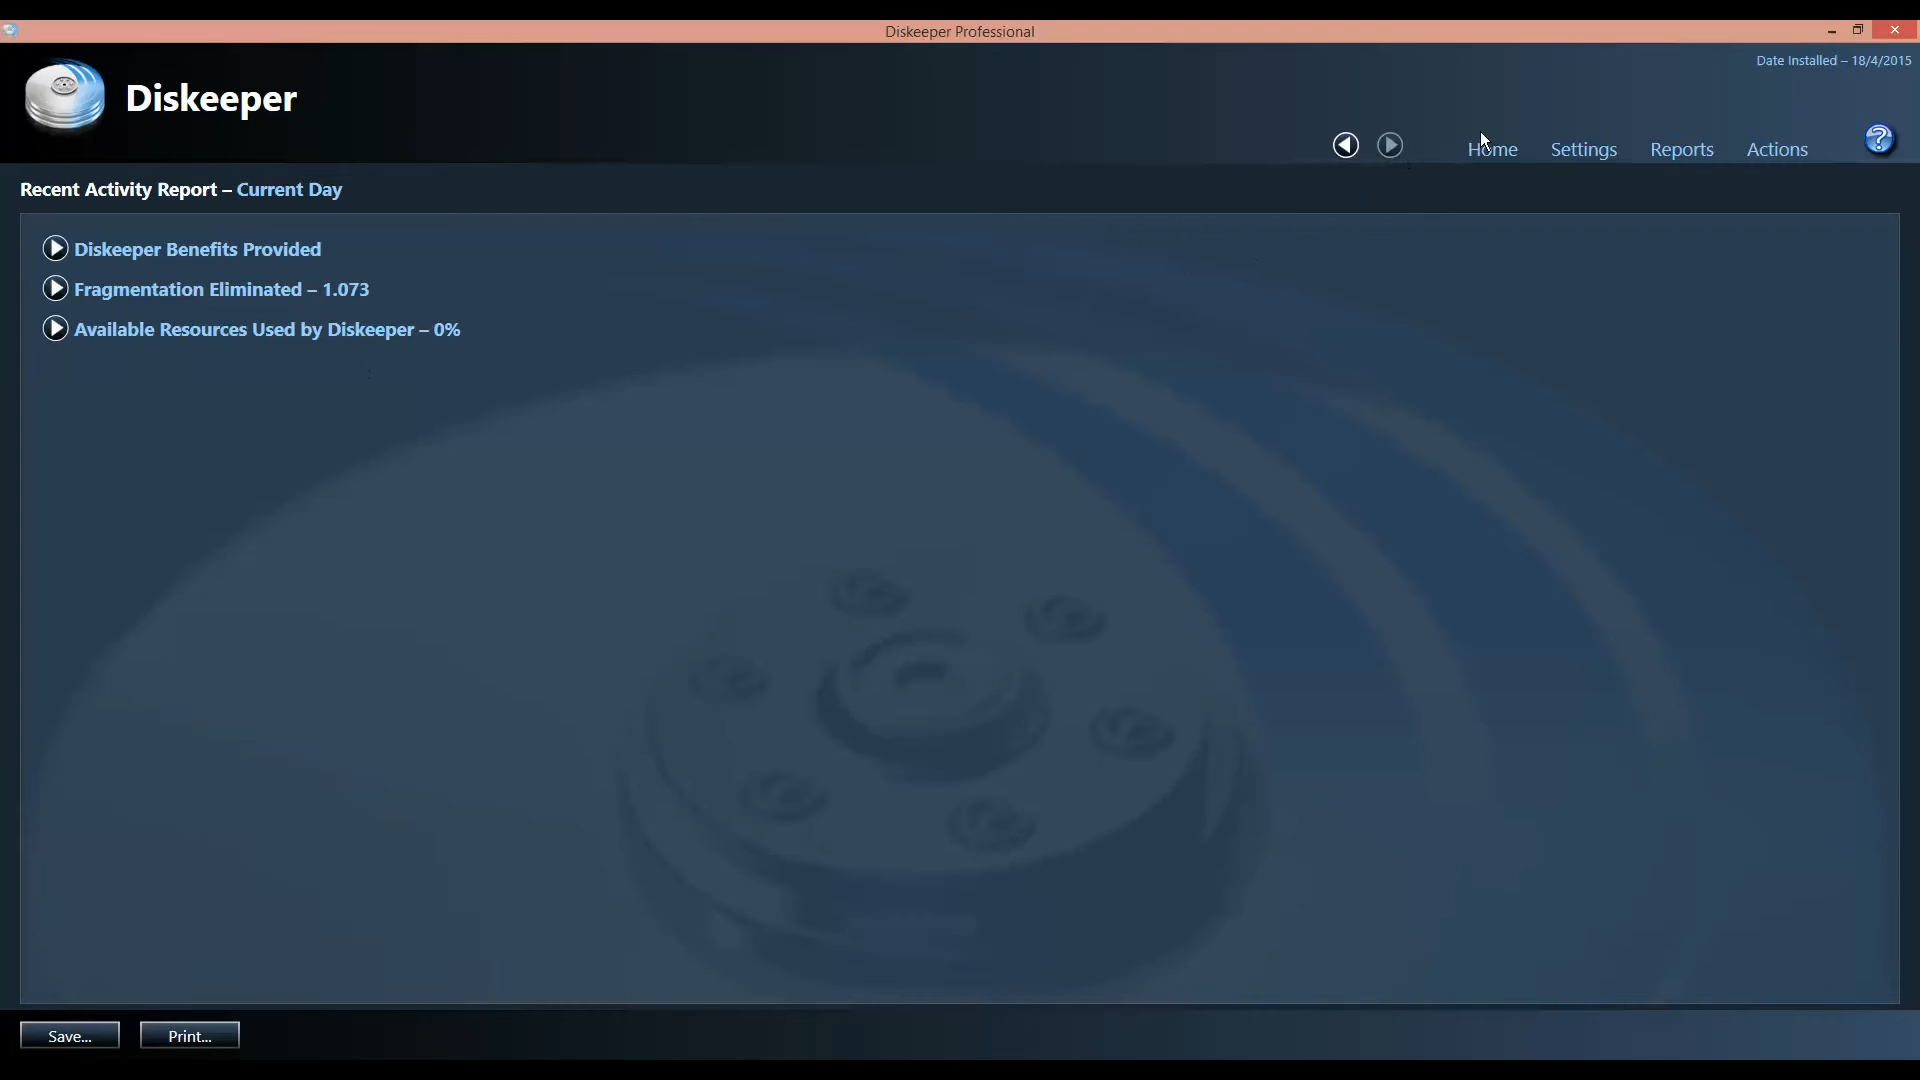 Diskeeper Professional
Date Installed – 18/4/2015
Diskeeper
Home Settings Reports Actions
?
Recent Activity Report – Current Day
Diskeeper Benefits Provided
Fragmentation Eliminated – 1.073
Available Resources Used by Diskeeper – 0%
Save... Print...